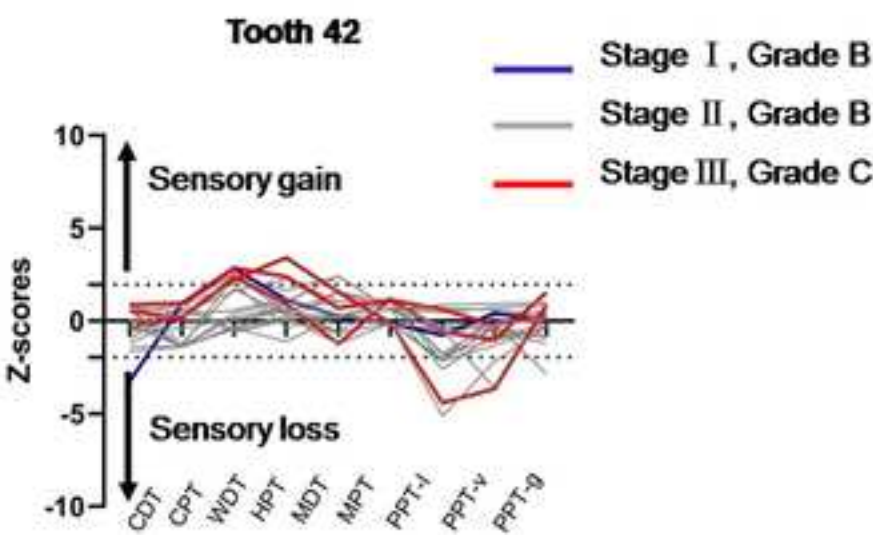 Tooth 42
Stage Ⅰ, Grade B
Stage Ⅱ, Grade B
Stage Ⅲ, Grade C
10
Sensory gain
5
Z-scores
0
-5
Sensory loss
-10
CDT
CPT
WDT
HPT
MDT
MPT
PPT-l
PPT-v
PPT-g